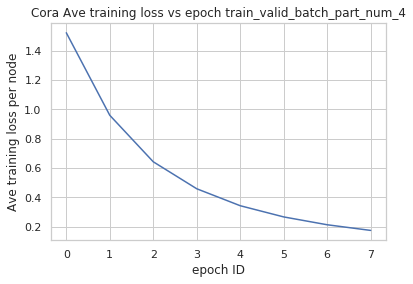 Cora Ave training loss vs epoch train_valid_batch_part_num_4
Ave training loss per node
1.4
1.2
1.0
0.8
0.6
0.4
0.2
0 1 2 3 4 5 6 7
epoch ID